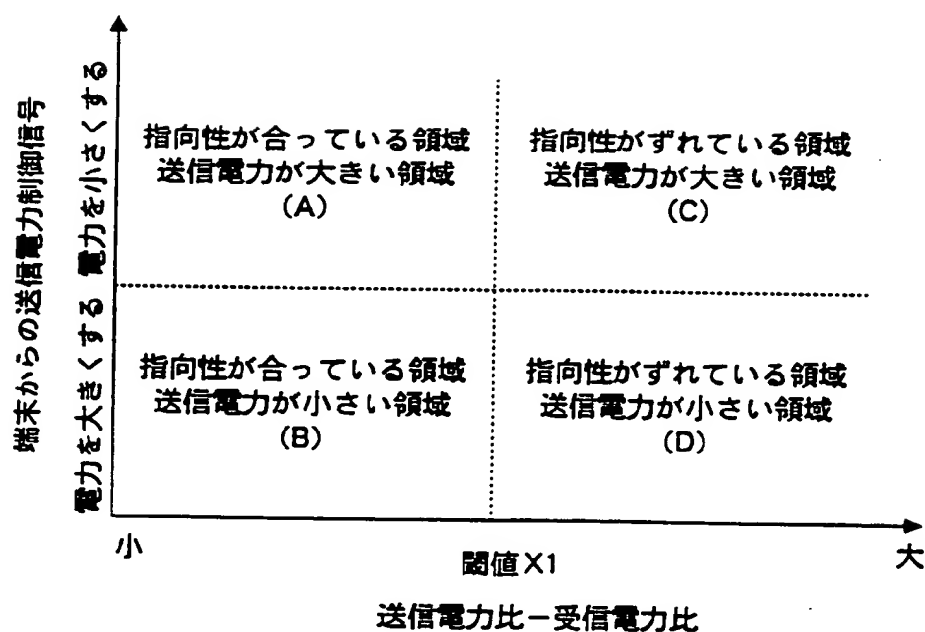 端末からの送信電力制御信号
電力を大きくする 電力を小さくする
指向性が合っている領域
送信電力が大きい領域
(A)
指向性がずれている領域
送信電力が大きい領域
(C)
指向性が合っている領域
送信電力が小さい領域
(B)
指向性がずれている領域
送信電力が小さい領域
(D)
小
閾値X1
大
送信電力比－受信電力比